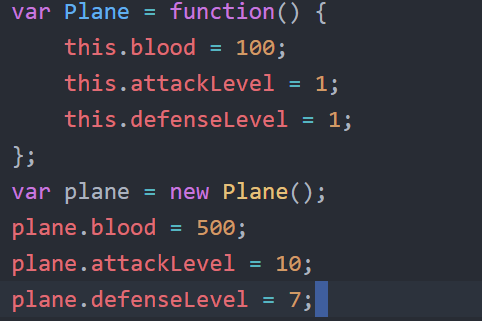 var Plane = function() {
    this.blood = 100;
    this.attackLevel = 1;
    this.defenseLevel = 1;
};
var plane = new Plane();
plane.blood = 500;
plane.attackLevel = 10;
plane.defenseLevel = 7;